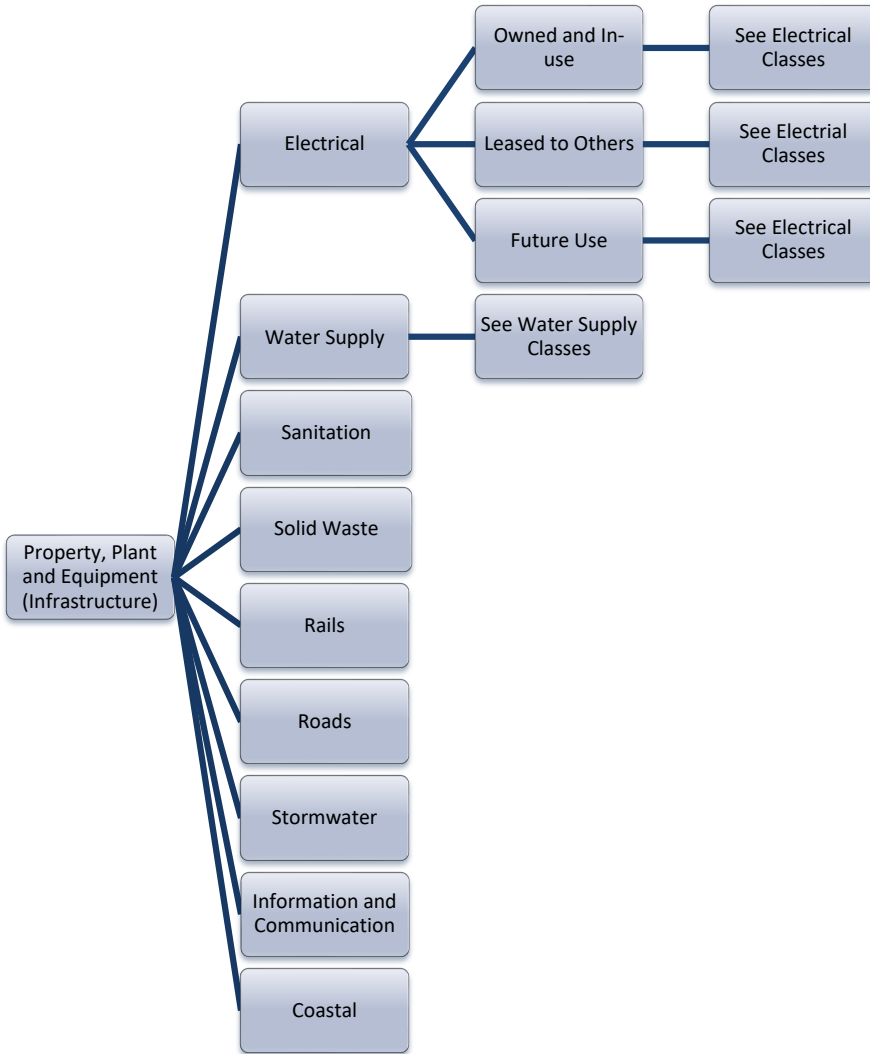 Owned and In-
use
See Electrical
Classes
Electrical
Leased to Others
See Electrial
Classes
Future Use
See Electrical
Classes
Water Supply
See Water Supply
Classes
Sanitation
Solid Waste
Property, Plant
and Equipment
(Infrastructure)
Rails
Roads
Stormwater
Information and
Communication
Coastal